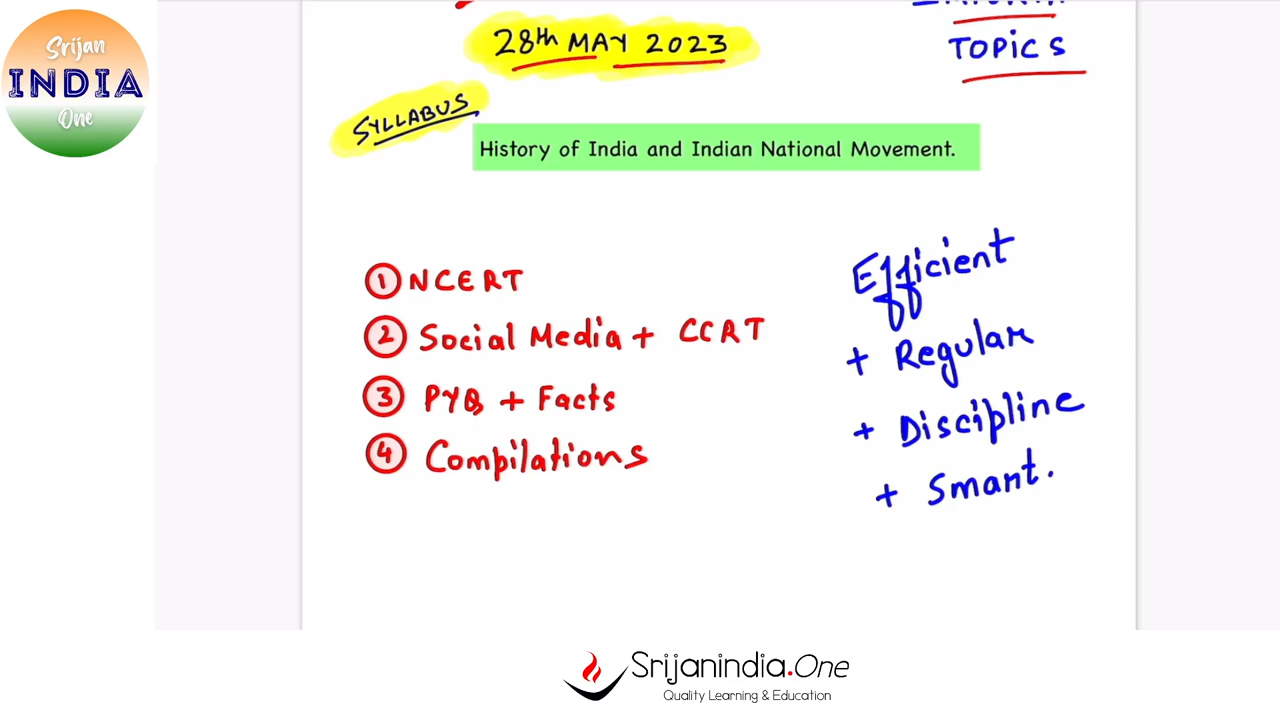 Srijan
INDIA
One
28th MAY 2023
TOPICS
SYLLABUS
History of India and Indian National Movement.
① NCERT
② Social Media + CCRT
③ PYQ + Facts
④ Compilations
Efficient
+ Regular
+ Discipline
+ Smart.
Srijanindia.One
Quality Learning & Education